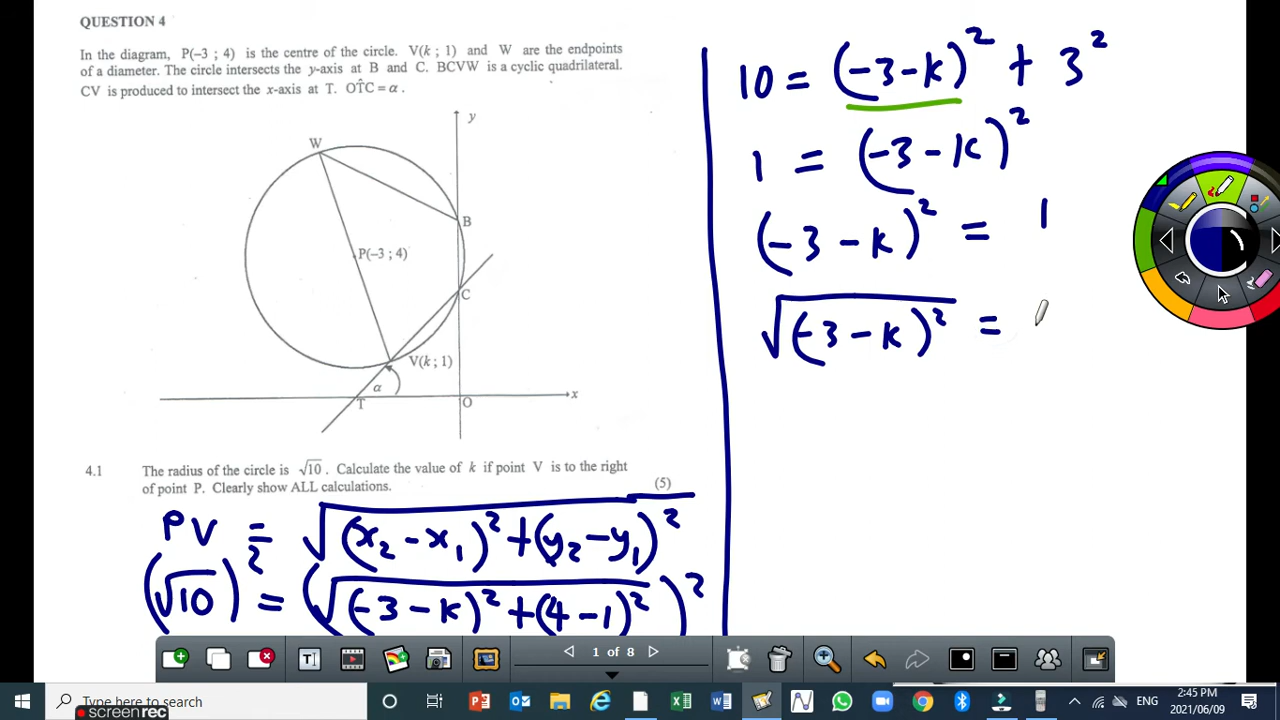 QUESTION 4
In the diagram, P(−3 ; 4) is the centre of the circle. V(k ; 1) and W are the endpoints
of a diameter. The circle intersects the y-axis at B and C. BCVW is a cyclic quadrilateral.
CV is produced to intersect the x-axis at T. OT̂C = α.
y
W
B
P(−3 ; 4)
C
V(k ; 1)
α
x
T
O
4.1 The radius of the circle is √10. Calculate the value of k if point V is to the right
of point P. Clearly show ALL calculations. (5)
PV = √(x₂ − x₁)² + (y₂ − y₁)²
(√10)² = (√(−3 − k)² + (4 − 1)²)²
10 = (−3 − k)² + 3²
1 = (−3 − k)²
(−3 − k)² = 1
√(−3 − k)² =
1 of 8
Type here to search
ENG
2:45 PM
2021/06/09
screenrec